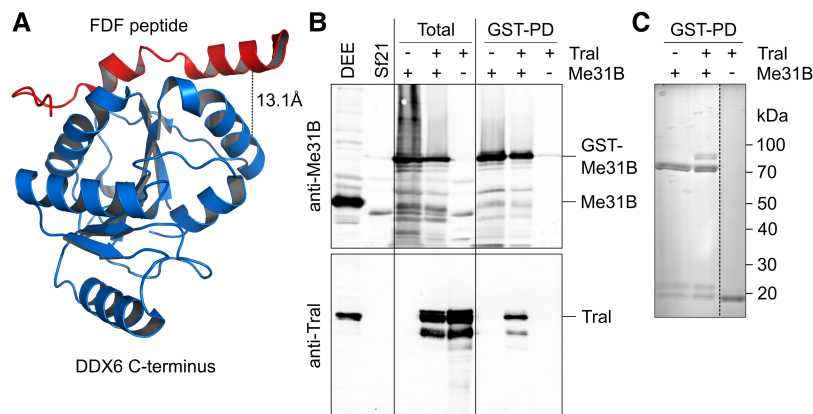 A
FDF peptide
13.1Å
DDX6 C-terminus
B
Total GST-PD
DEE Sf21 - + + - + + Tral
+ + - + + - Me31B
anti-Me31B
GST-
Me31B
Me31B
anti-Tral
Tral
C
GST-PD
- + + Tral
+ + - Me31B
kDa
100
70
50
40
30
20